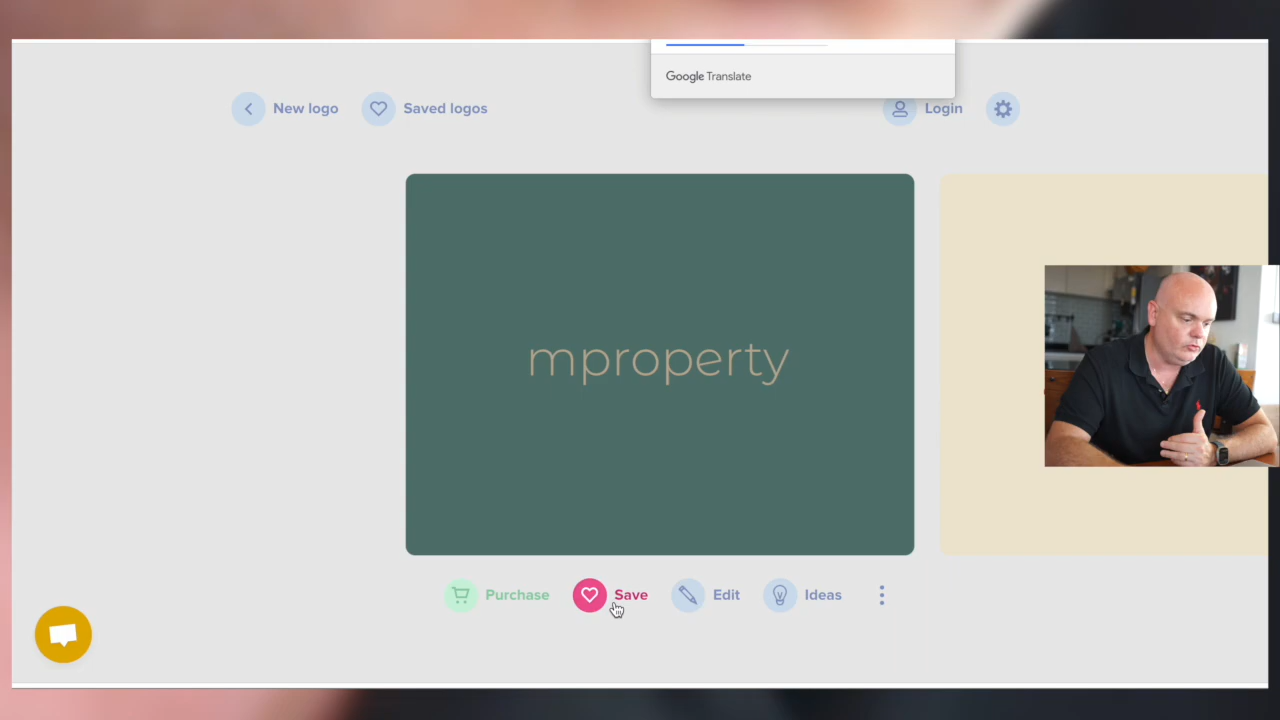 Google Translate
New logo
Saved logos
Login
mproperty
Purchase
Save
Edit
Ideas